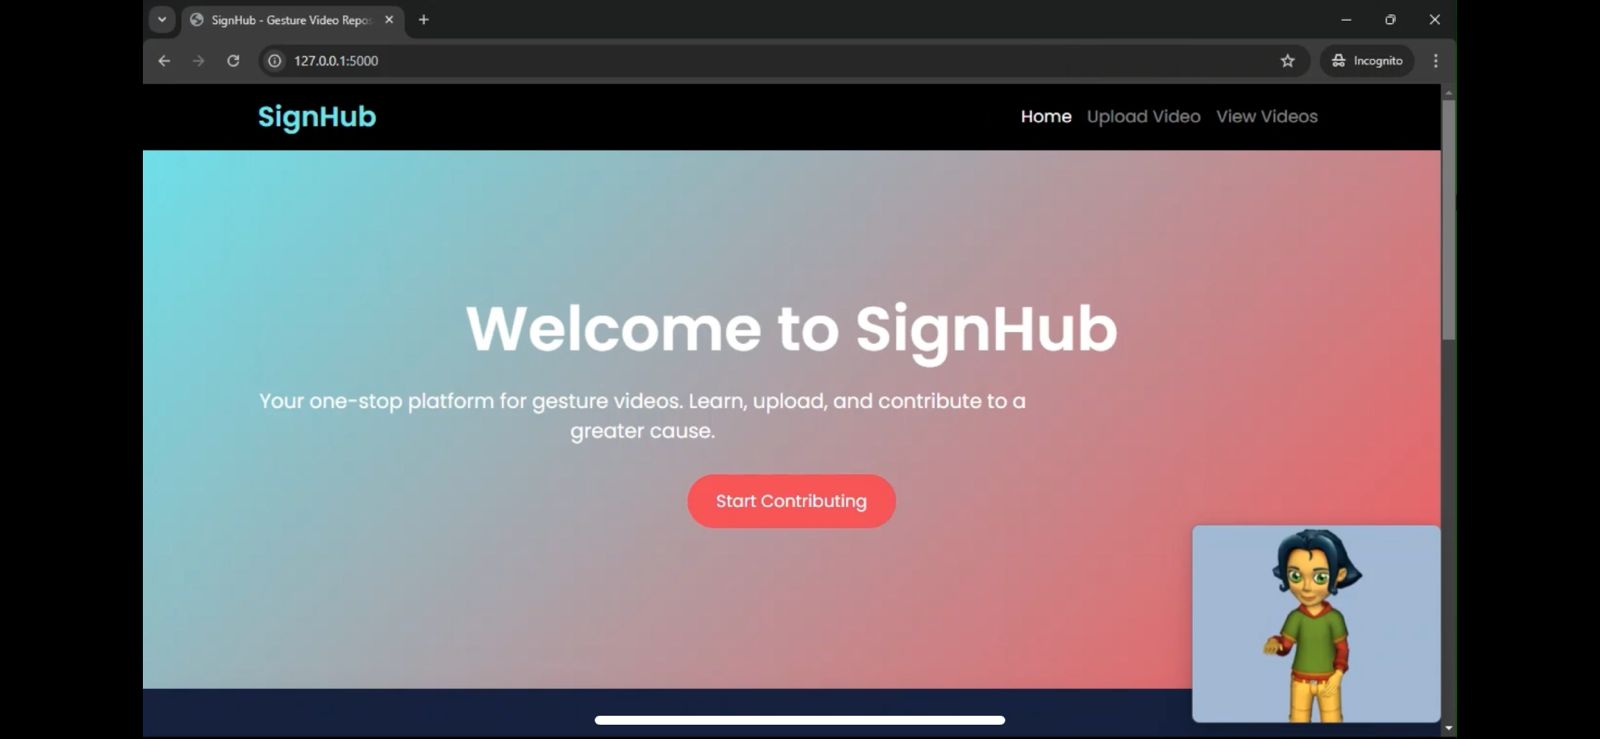 SignHub - Gesture Video Repos
127.0.0.1:5000
Incognito
SignHub
Home Upload Video View Videos
Welcome to SignHub
Your one-stop platform for gesture videos. Learn, upload, and contribute to a
greater cause.
Start Contributing